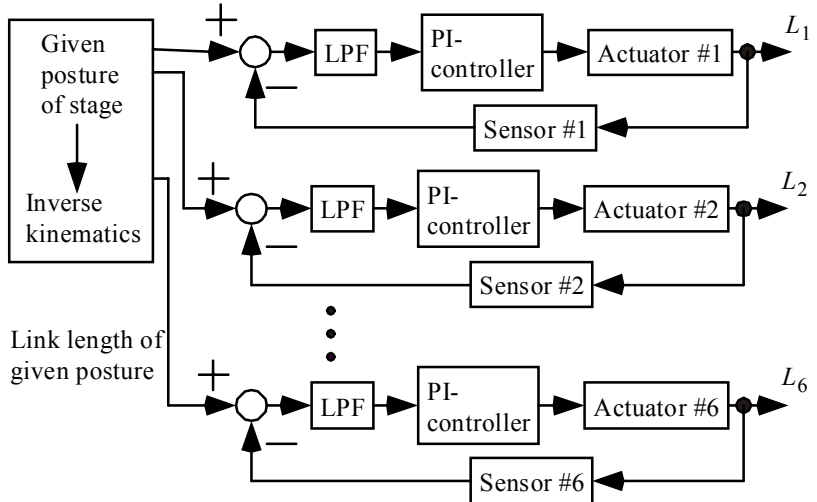 Given
posture
of stage
Inverse
kinematics
Link length of
given posture
+
−
LPF
PI-
controller
Actuator #1
L1
Sensor #1
+
−
LPF
PI-
controller
Actuator #2
L2
Sensor #2
+
−
LPF
PI-
controller
Actuator #6
L6
Sensor #6